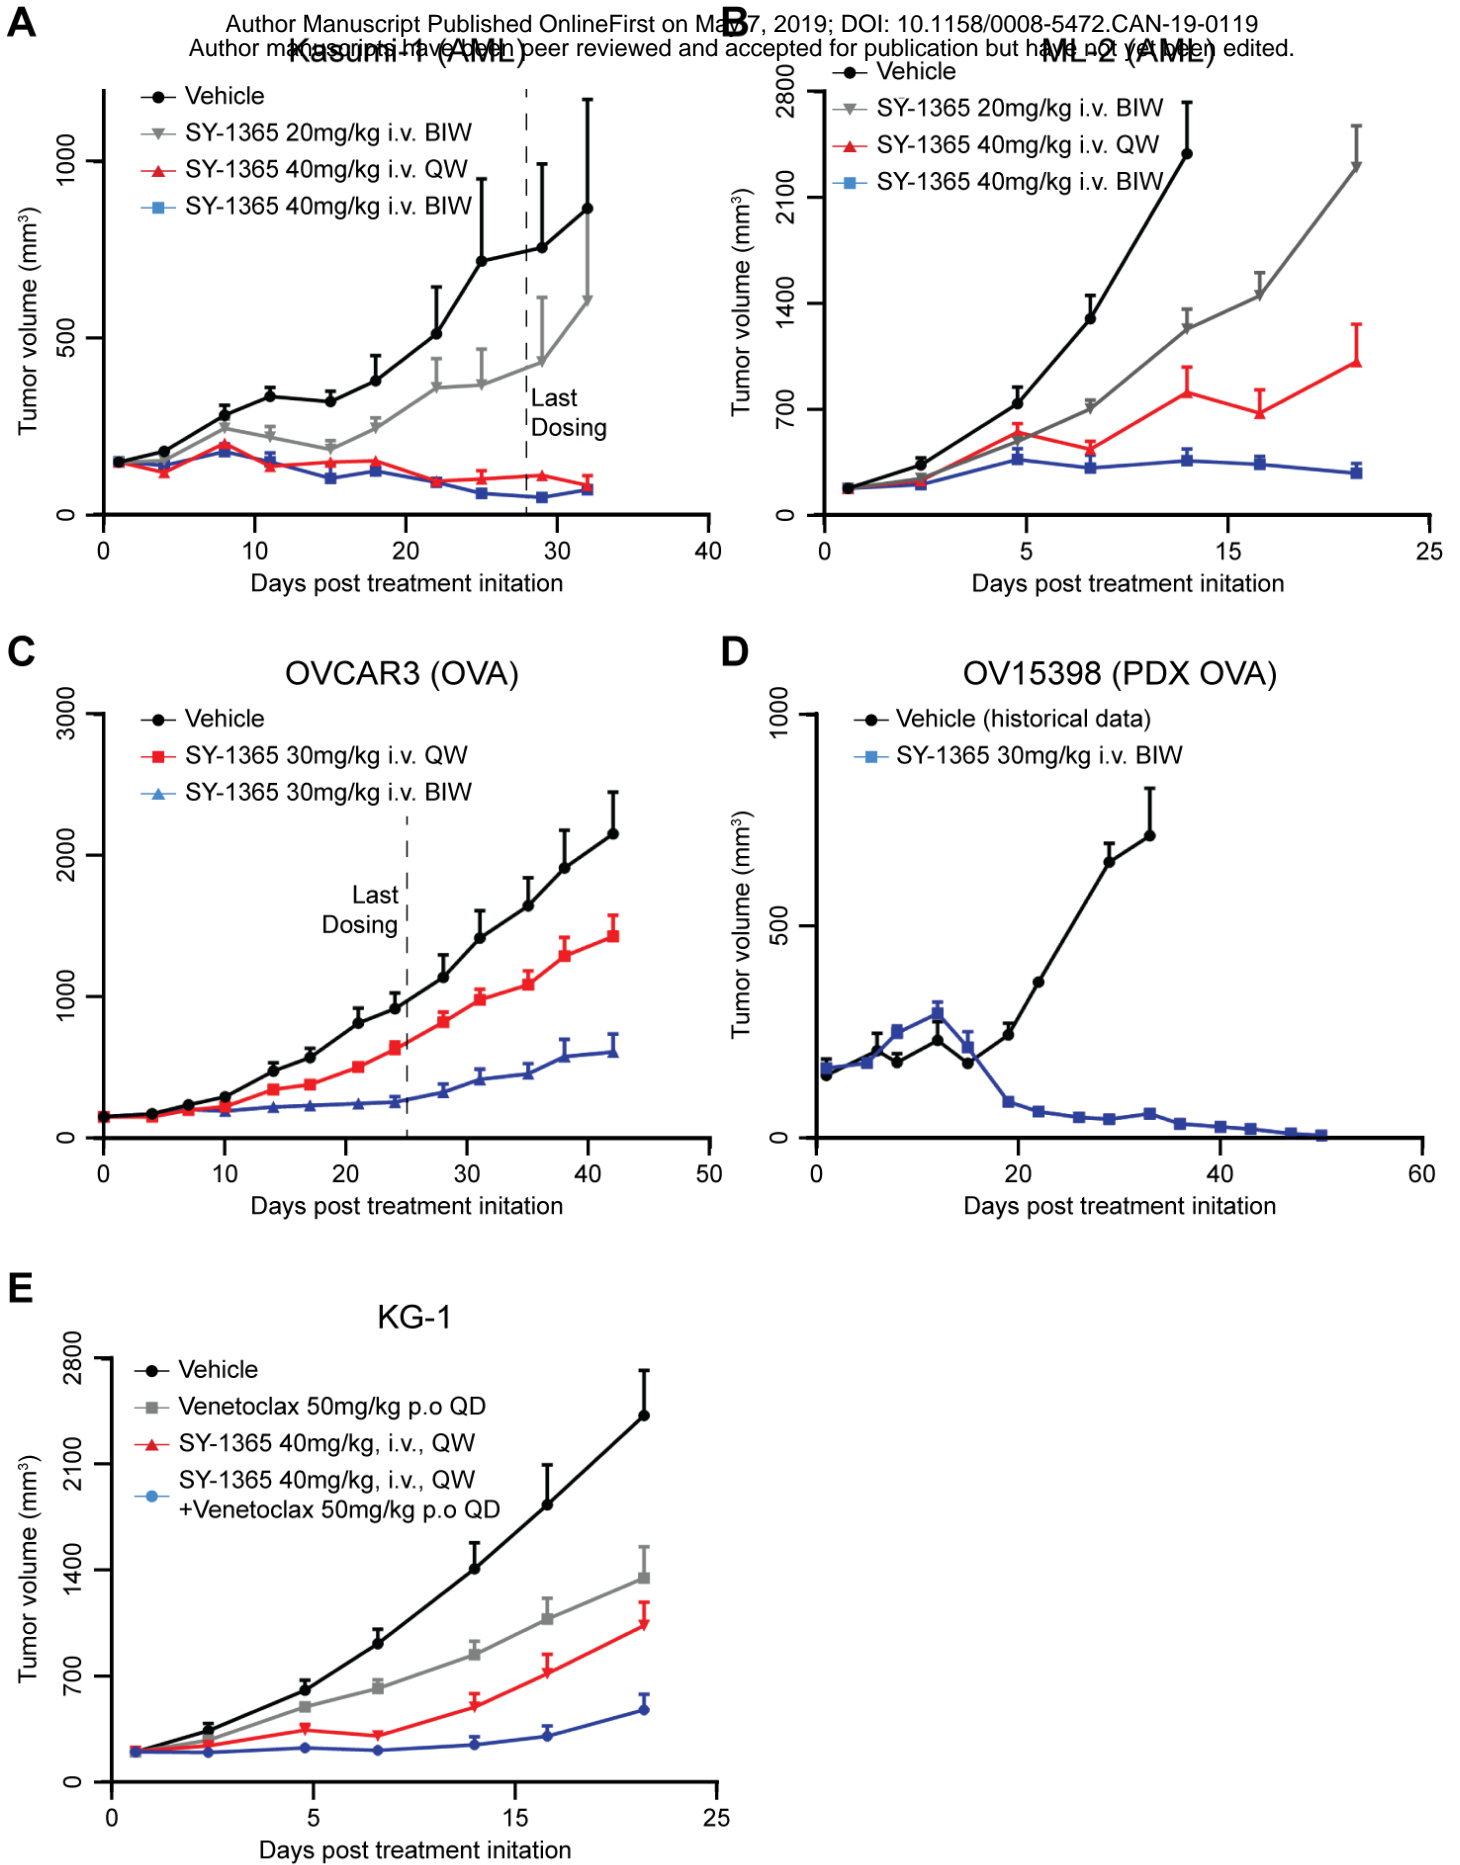 Author Manuscript Published OnlineFirst on May 7, 2019; DOI: 10.1158/0008-5472.CAN-19-0119
Author manuscripts have been peer reviewed and accepted for publication but have not yet been edited.
A
Kasumi-1 (AML)
Vehicle
SY-1365 20mg/kg i.v. BIW
SY-1365 40mg/kg i.v. QW
SY-1365 40mg/kg i.v. BIW
Last
Dosing
Tumor volume (mm³)
1000
500
0
0 10 20 30 40
Days post treatment initation
B
ML-2 (AML)
Vehicle
SY-1365 20mg/kg i.v. BIW
SY-1365 40mg/kg i.v. QW
SY-1365 40mg/kg i.v. BIW
Tumor volume (mm³)
2800
2100
1400
700
0
0 5 15 25
Days post treatment initation
C
OVCAR3 (OVA)
Vehicle
SY-1365 30mg/kg i.v. QW
SY-1365 30mg/kg i.v. BIW
Last
Dosing
Tumor volume (mm³)
3000
2000
1000
0
0 10 20 30 40 50
Days post treatment initation
D
OV15398 (PDX OVA)
Vehicle (historical data)
SY-1365 30mg/kg i.v. BIW
Tumor volume (mm³)
1000
500
0
0 20 40 60
Days post treatment initation
E
KG-1
Vehicle
Venetoclax 50mg/kg p.o QD
SY-1365 40mg/kg, i.v., QW
SY-1365 40mg/kg, i.v., QW
+Venetoclax 50mg/kg p.o QD
Tumor volume (mm³)
2800
2100
1400
700
0
0 5 15 25
Days post treatment initation